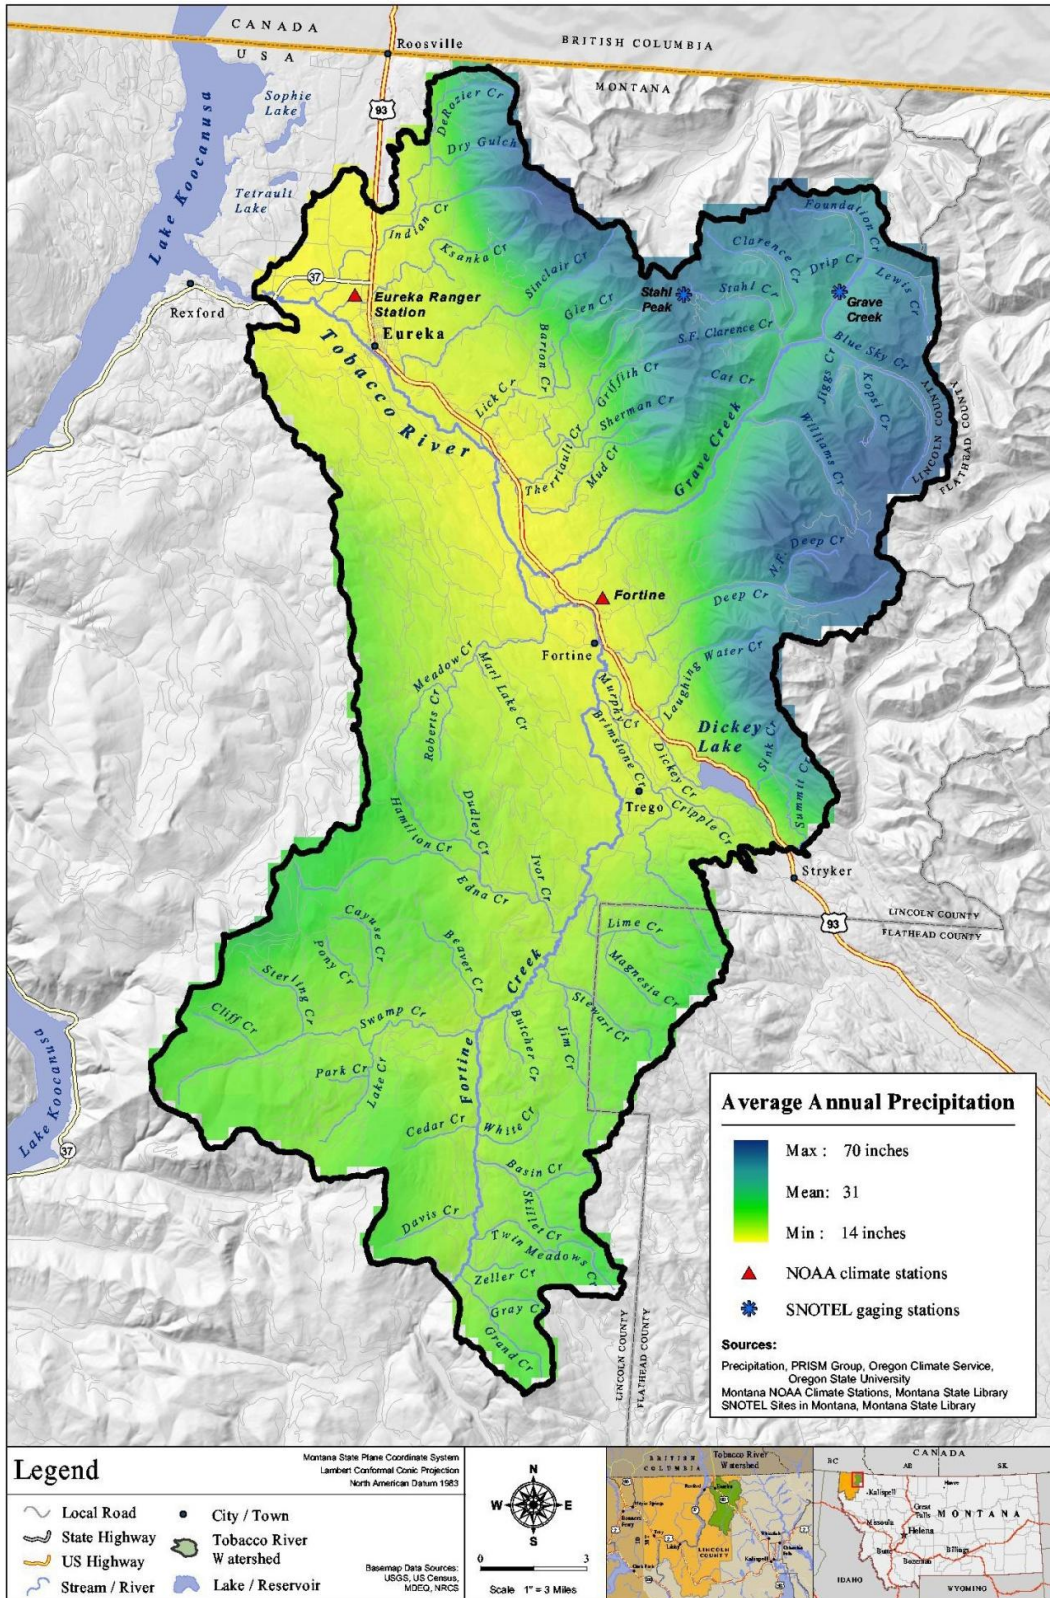 CANADA
USA
Roosville
BRITISH COLUMBIA
MONTANA
93
Sophie
Lake
Lake Koocanusa
Tetrault
Lake
DeRozier Cr
Dry Gulch
Indian Cr
Ksanka Cr
Sinclair Cr
Glen Cr
Foundation Cr
Clarence Cr
Drip Cr
Lewis Cr
37
Rexford
Eureka Ranger
Station
Eureka
Stahl
Peak
Stahl Cr
Grave
Creek
Tobacco River
Barton Cr
S.F. Clarence Cr
Blue Sky Cr
Lick Cr
Griffith Cr
Cat Cr
Jiggs Cr
Kopsi Cr
Sherman Cr
Therriault Cr
Mud Cr
Grave Creek
Williams Cr
LINCOLN COUNTY
FLATHEAD COUNTY
N.F. Deep Cr
Fortine
Deep Cr
Fortine
Meadow Cr
Marl Lake Cr
Roberts Cr
Murphy Cr
Laughing Water Cr
Brimstone Cr
Dickey
Lake
Dickey Cr
Sink Cr
Summit Cr
Trego
Cripple Cr
Dudley Cr
Hamilton Cr
Edna Cr
Ivor Cr
Stryker
93
LINCOLN COUNTY
FLATHEAD COUNTY
Cayuse Cr
Pony Cr
Beaver Cr
Lime Cr
Magnesia Cr
Sterling Cr
Cliff Cr
Swamp Cr
Fortine Creek
Stewart Cr
Butcher Cr
Jim Cr
Lake Koocanusa
37
Park Cr
Lake Cr
Cedar Cr
White Cr
Basin Cr
Skillet Cr
Davis Cr
Twin Meadows Cr
Zeller Cr
Gray C
Grand Cr
LINCOLN COUNTY
FLATHEAD COUNTY
Average Annual Precipitation
Max : 70 inches
Mean: 31
Min : 14 inches
NOAA climate stations
SNOTEL gaging stations
Sources:
Precipitation, PRISM Group, Oregon Climate Service,
Oregon State University
Montana NOAA Climate Stations, Montana State Library
SNOTEL Sites in Montana, Montana State Library
Legend
Montana State Plane Coordinate System
Lambert Conformal Conic Projection
North American Datum 1983
Local Road
State Highway
US Highway
Stream / River
City / Town
Tobacco River
Watershed
Lake / Reservoir
Basemap Data Sources:
USGS, US Census,
MDEQ, NRCS
N
W E
S
0 3
Scale 1" = 3 Miles
BRITISH
COLUMBIA
Tobacco River
Watershed
LINCOLN
COUNTY
Libby
Kalispell
CANADA
BC AB SK
Kalispell
Havre
Great
Falls
MONTANA
Missoula
Helena
Butte
Bozeman
Billings
IDAHO
WYOMING